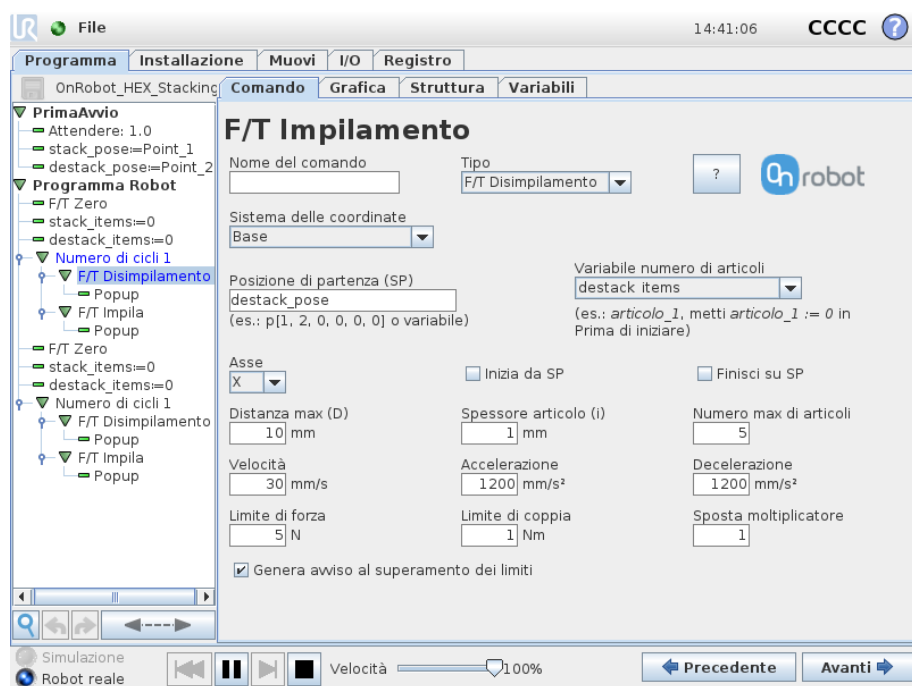 File
14:41:06
CCCC
?
Programma
Installazione
Muovi
I/O
Registro
OnRobot_HEX_Stacking
Comando
Grafica
Struttura
Variabili
PrimaAvvio
Attendere: 1.0
stack_pose≔Point_1
destack_pose≔Point_2
Programma Robot
F/T Zero
stack_items≔0
destack_items≔0
Numero di cicli 1
F/T Disimpilamento
Popup
F/T Impila
Popup
F/T Zero
stack_items≔0
destack_items≔0
Numero di cicli 1
F/T Disimpilamento
Popup
F/T Impila
Popup
F/T Impilamento
Nome del comando
Tipo
F/T Disimpilamento
?
On robot
Sistema delle coordinate
Base
Posizione di partenza (SP)
destack_pose
(es.: p[1, 2, 0, 0, 0, 0] o variabile)
Variabile numero di articoli
destack items
(es.: articolo_1, metti articolo_1 := 0 in
Prima di iniziare)
Asse
X
Inizia da SP
Finisci su SP
Distanza max (D)
10 mm
Spessore articolo (i)
1 mm
Numero max di articoli
5
Velocità
30 mm/s
Accelerazione
1200 mm/s²
Decelerazione
1200 mm/s²
Limite di forza
5 N
Limite di coppia
1 Nm
Sposta moltiplicatore
1
Genera avviso al superamento dei limiti
Simulazione
Robot reale
Velocità
100%
Precedente
Avanti